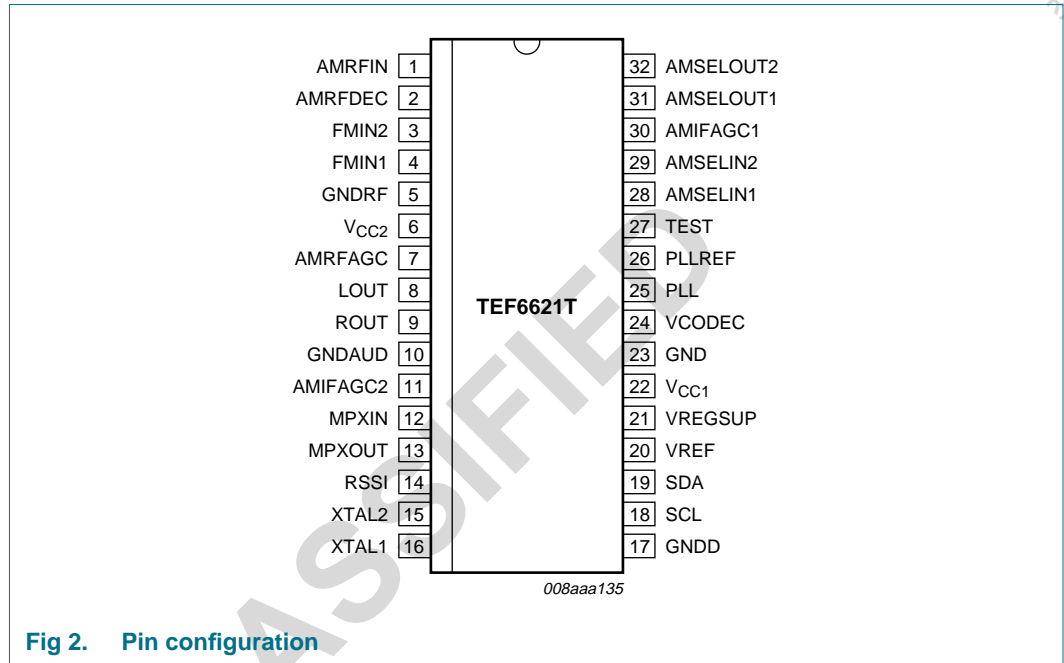 AMRFIN 1
AMRFDEC 2
FMIN2 3
FMIN1 4
GNDRF 5
VCC2 6
AMRFAGC 7
LOUT 8
ROUT 9
GNDAUD 10
AMIFAGC2 11
MPXIN 12
MPXOUT 13
RSSI 14
XTAL2 15
XTAL1 16
TEF6621T
32 AMSELOUT2
31 AMSELOUT1
30 AMIFAGC1
29 AMSELIN2
28 AMSELIN1
27 TEST
26 PLLREF
25 PLL
24 VCODEC
23 GND
22 VCC1
21 VREGSUP
20 VREF
19 SDA
18 SCL
17 GNDD
008aaa135
Fig 2. Pin configuration
ASSIFIED